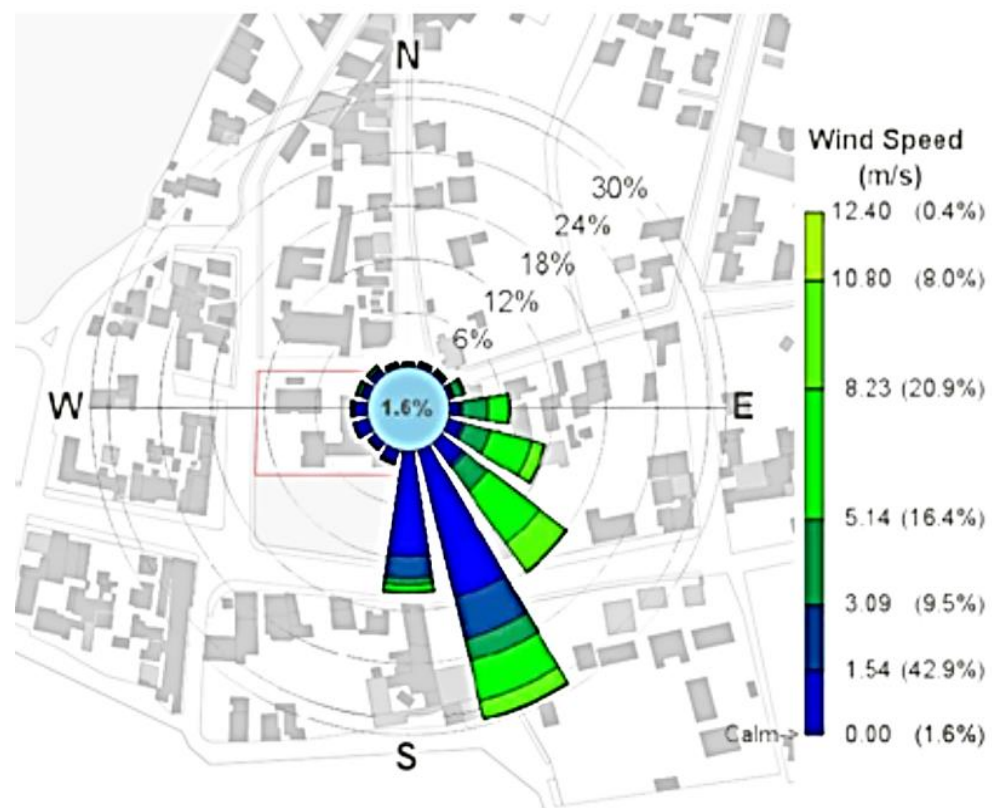 N
30%
24%
18%
12%
6%
W
1.6%
E
S
Wind Speed
(m/s)
12.40 (0.4%)
10.80 (8.0%)
8.23 (20.9%)
5.14 (16.4%)
3.09 (9.5%)
1.54 (42.9%)
Calm→ 0.00 (1.6%)